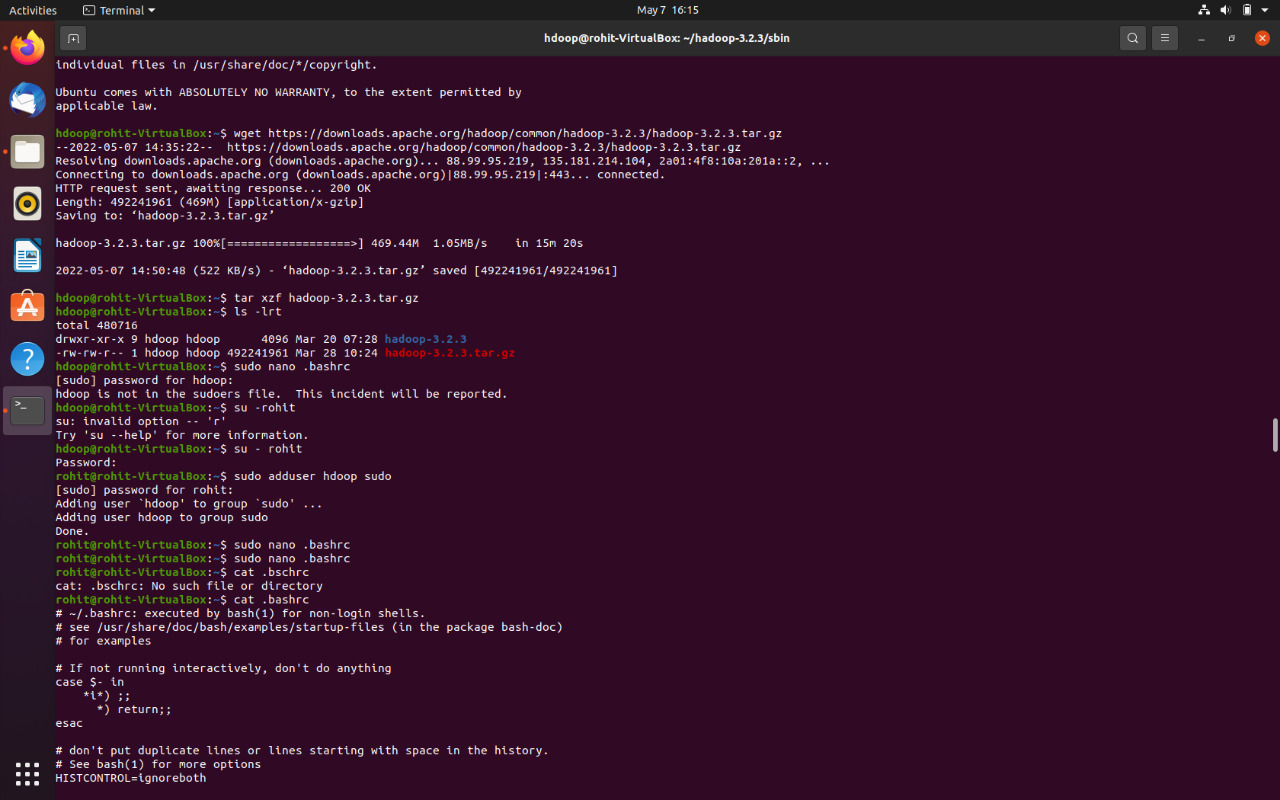 Activities
Terminal
May 7 16:15
hdoop@rohit-VirtualBox: ~/hadoop-3.2.3/sbin
individual files in /usr/share/doc/*/copyright.
Ubuntu comes with ABSOLUTELY NO WARRANTY, to the extent permitted by
applicable law.
hdoop@rohit-VirtualBox:~$ wget https://downloads.apache.org/hadoop/common/hadoop-3.2.3/hadoop-3.2.3.tar.gz
--2022-05-07 14:35:22--  https://downloads.apache.org/hadoop/common/hadoop-3.2.3/hadoop-3.2.3.tar.gz
Resolving downloads.apache.org (downloads.apache.org)... 88.99.95.219, 135.181.214.104, 2a01:4f8:10a:201a::2, ...
Connecting to downloads.apache.org (downloads.apache.org)|88.99.95.219|:443... connected.
HTTP request sent, awaiting response... 200 OK
Length: 492241961 (469M) [application/x-gzip]
Saving to: ‘hadoop-3.2.3.tar.gz’
hadoop-3.2.3.tar.gz 100%[==================>] 469.44M  1.05MB/s    in 15m 20s
2022-05-07 14:50:48 (522 KB/s) - ‘hadoop-3.2.3.tar.gz’ saved [492241961/492241961]
hdoop@rohit-VirtualBox:~$ tar xzf hadoop-3.2.3.tar.gz
hdoop@rohit-VirtualBox:~$ ls -lrt
total 480716
drwxr-xr-x 9 hdoop hdoop      4096 Mar 20 07:28 hadoop-3.2.3
-rw-rw-r-- 1 hdoop hdoop 492241961 Mar 28 10:24 hadoop-3.2.3.tar.gz
hdoop@rohit-VirtualBox:~$ sudo nano .bashrc
[sudo] password for hdoop:
hdoop is not in the sudoers file.  This incident will be reported.
hdoop@rohit-VirtualBox:~$ su -rohit
su: invalid option -- 'r'
Try 'su --help' for more information.
hdoop@rohit-VirtualBox:~$ su - rohit
Password:
rohit@rohit-VirtualBox:~$ sudo adduser hdoop sudo
[sudo] password for rohit:
Adding user `hdoop' to group `sudo' ...
Adding user hdoop to group sudo
Done.
rohit@rohit-VirtualBox:~$ sudo nano .bashrc
rohit@rohit-VirtualBox:~$ sudo nano .bashrc
rohit@rohit-VirtualBox:~$ cat .bschrc
cat: .bschrc: No such file or directory
rohit@rohit-VirtualBox:~$ cat .bashrc
# ~/.bashrc: executed by bash(1) for non-login shells.
# see /usr/share/doc/bash/examples/startup-files (in the package bash-doc)
# for examples
# If not running interactively, don't do anything
case $- in
    *i*) ;;
      *) return;;
esac
# don't put duplicate lines or lines starting with space in the history.
# See bash(1) for more options
HISTCONTROL=ignoreboth